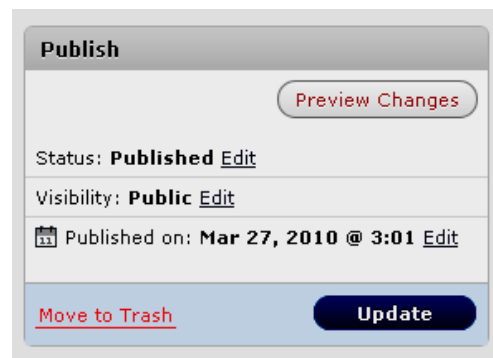 Publish
Preview Changes
Status: Published Edit
Visibility: Public Edit
11 Published on: Mar 27, 2010 @ 3:01 Edit
Move to Trash Update